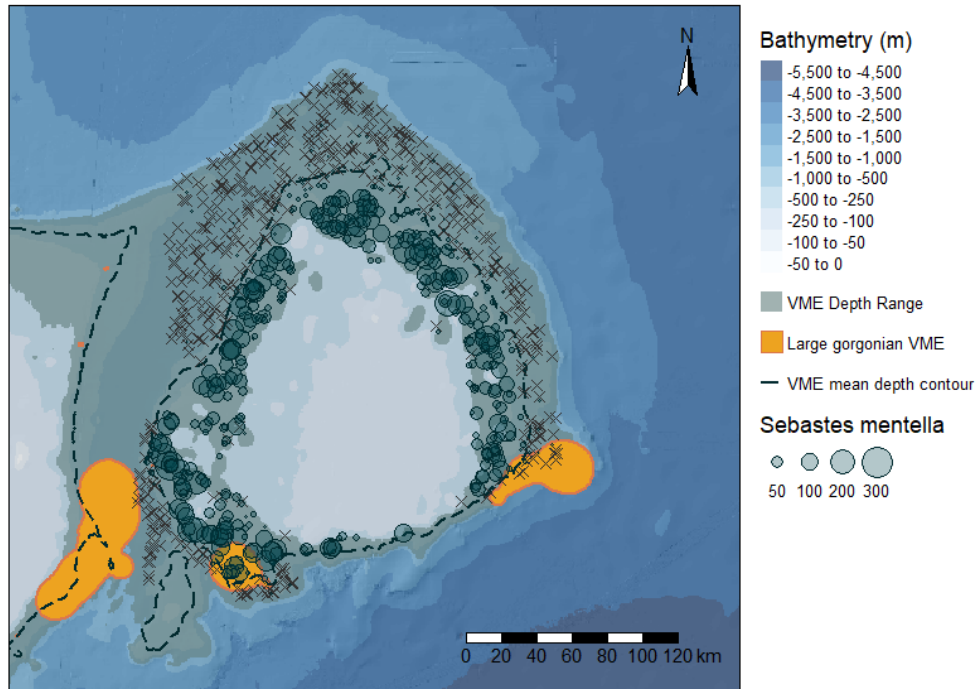 N
0 20 40 60 80 100 120 km
Bathymetry (m)
-5,500 to -4,500
-4,500 to -3,500
-3,500 to -2,500
-2,500 to -1,500
-1,500 to -1,000
-1,000 to -500
-500 to -250
-250 to -100
-100 to -50
-50 to 0
VME Depth Range
Large gorgonian VME
VME mean depth contour
Sebastes mentella
50 100 200 300